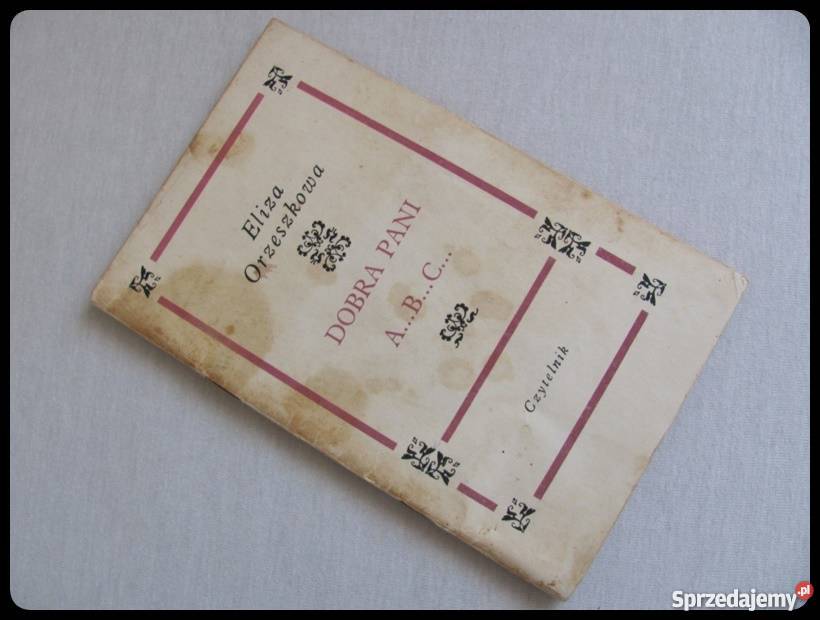 Eliza
Orzeszkowa
DOBRA PANI
A...B...C...
Czytelnik
Sprzedajemy.pl